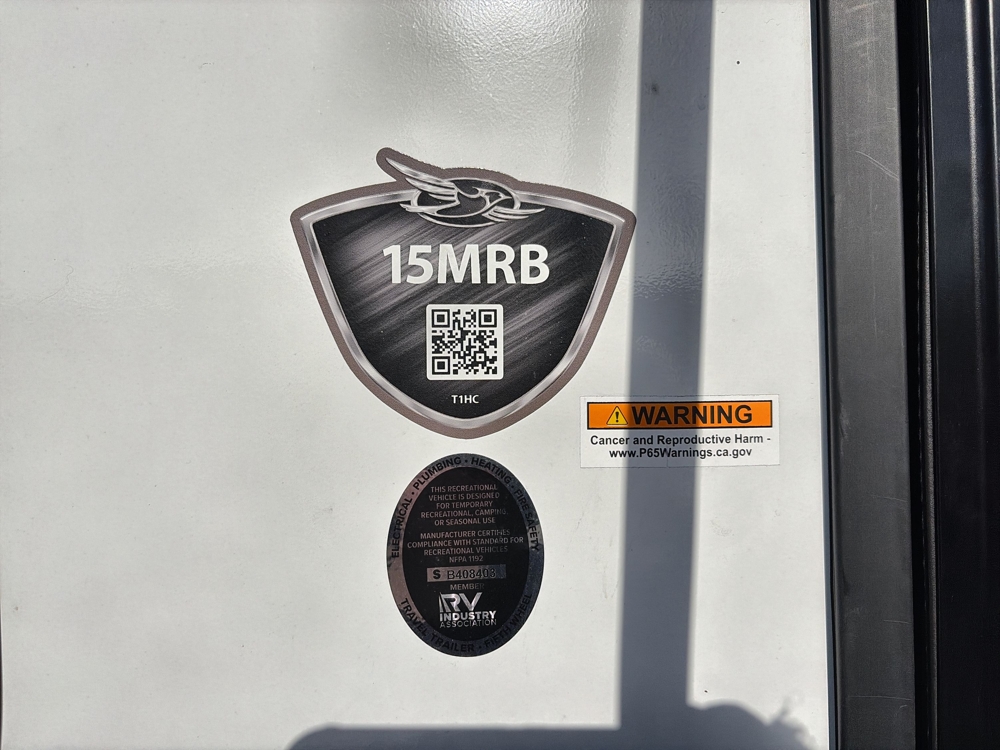 15MRB
T1HC
WARNING
Cancer and Reproductive Harm -
www.P65Warnings.ca.gov
ELECTRICAL • PLUMBING • HEATING • FIRE SAFETY
THIS RECREATIONAL
VEHICLE IS DESIGNED
FOR TEMPORARY
RECREATIONAL, CAMPING,
OR SEASONAL USE
MANUFACTURER CERTIFIES
COMPLIANCE WITH STANDARD FOR
RECREATIONAL VEHICLES
NFPA 1192
S B408493
MEMBER
RV
INDUSTRY
ASSOCIATION
TRAVEL TRAILER • FIFTH WHEEL